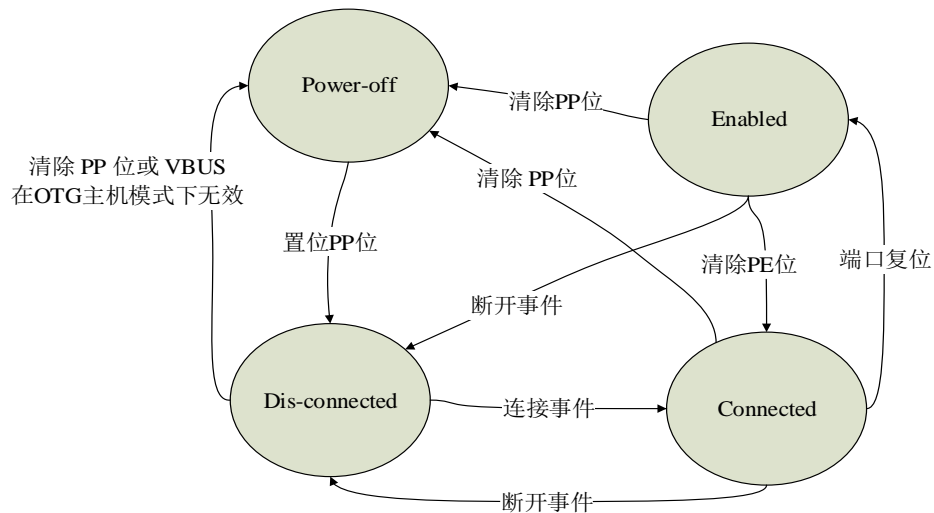 Power-off
清除PP位
Enabled
清除 PP 位或 VBUS
在OTG主机模式下无效
清除 PP位
置位PP位
清除PE位
端口复位
断开事件
Dis-connected
连接事件
Connected
断开事件